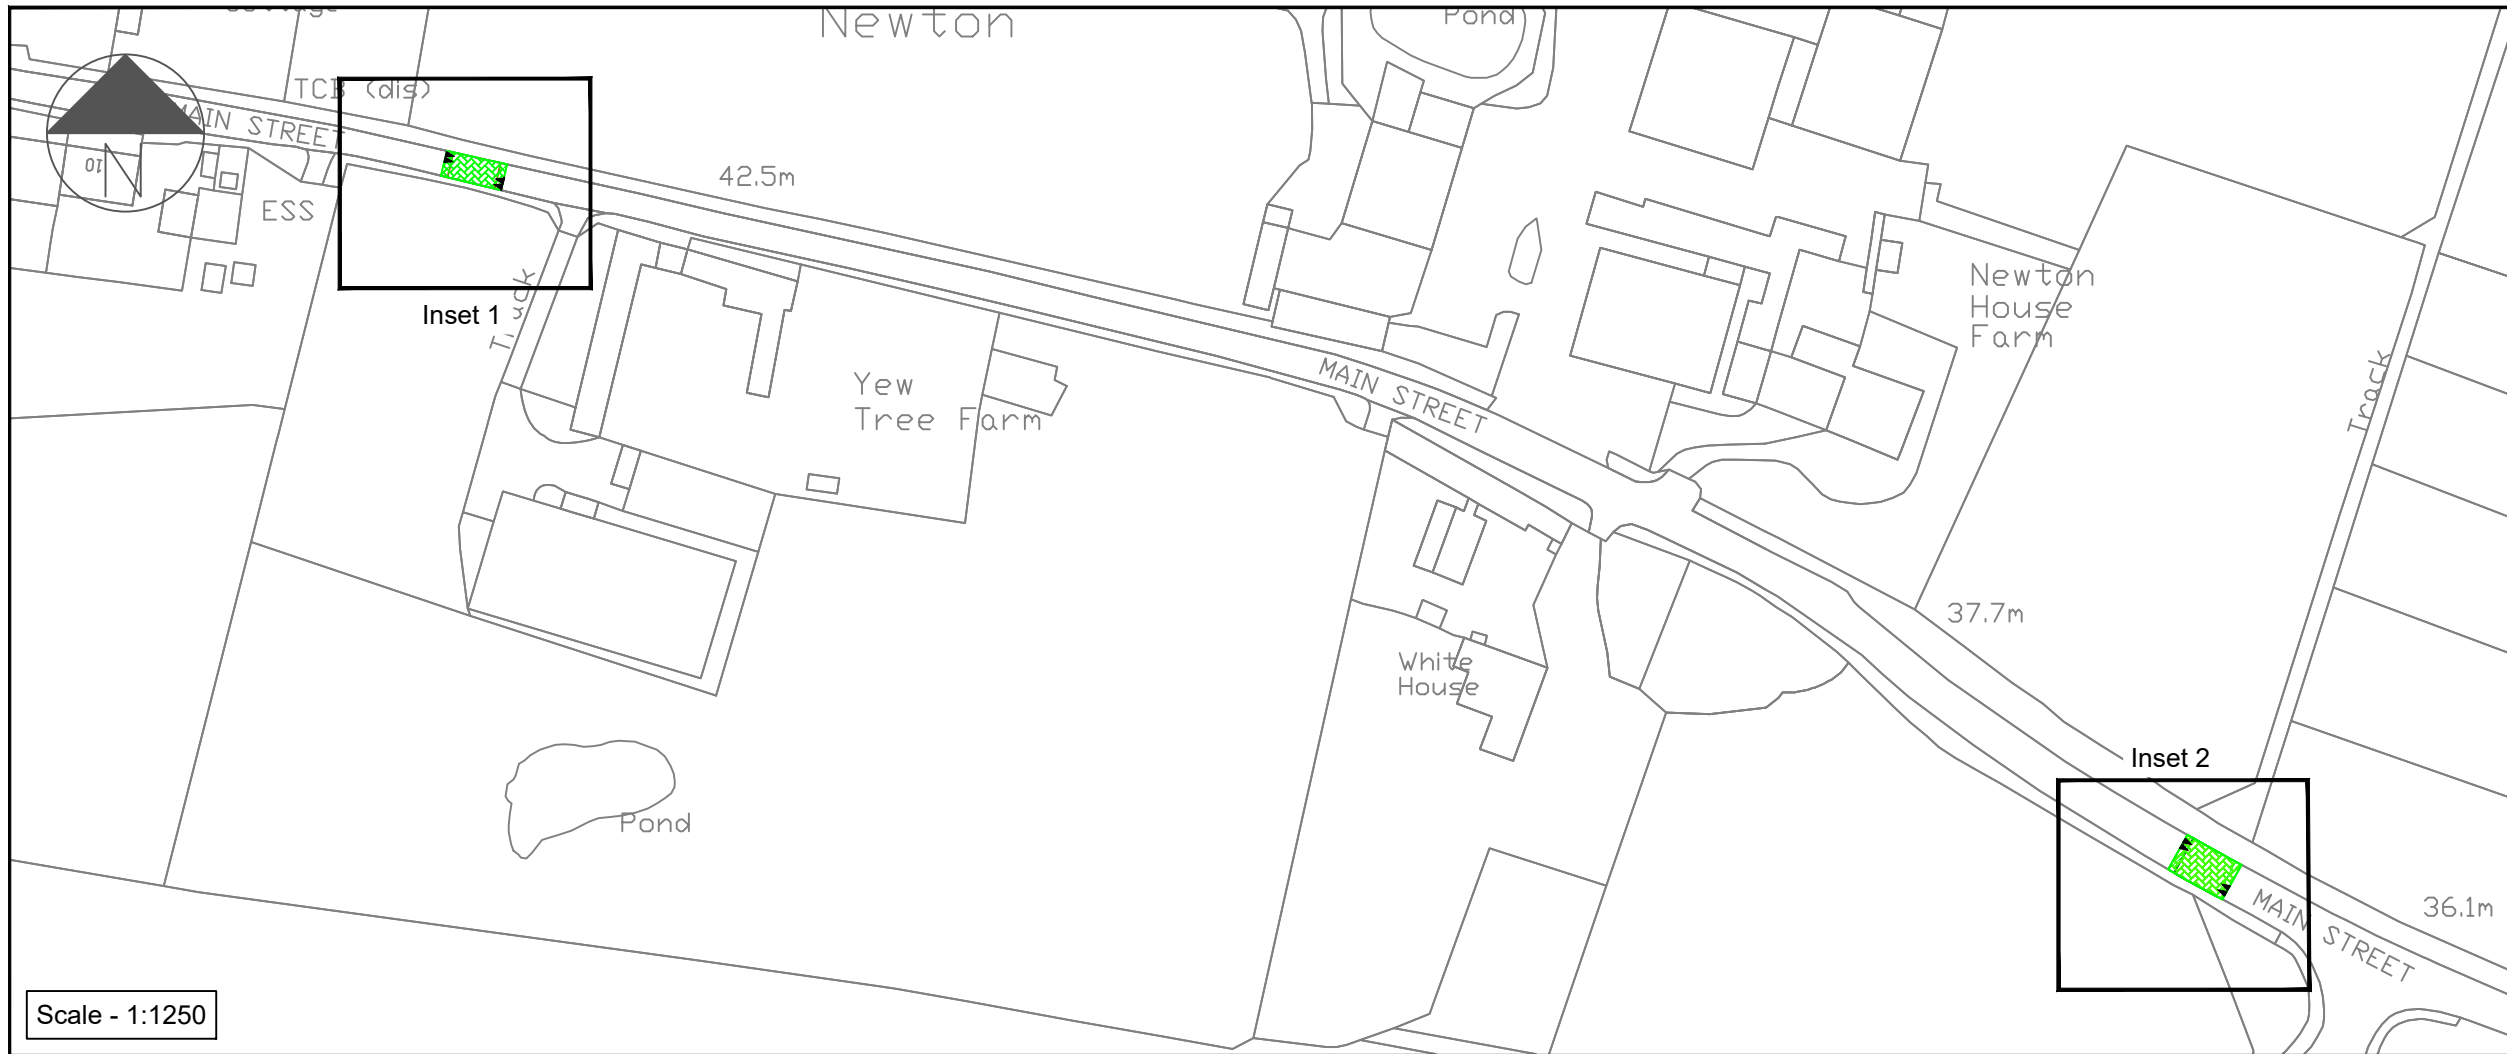 Newton
Pond
TCB (dis)
MAIN STREET
10
N
42.5m
ESS
Inset 1
Track
Newton
House
Farm
Yew
Tree Farm
MAIN STREET
Track
37.7m
White
House
Inset 2
Pond
36.1m
MAIN STREET
Scale - 1:1250